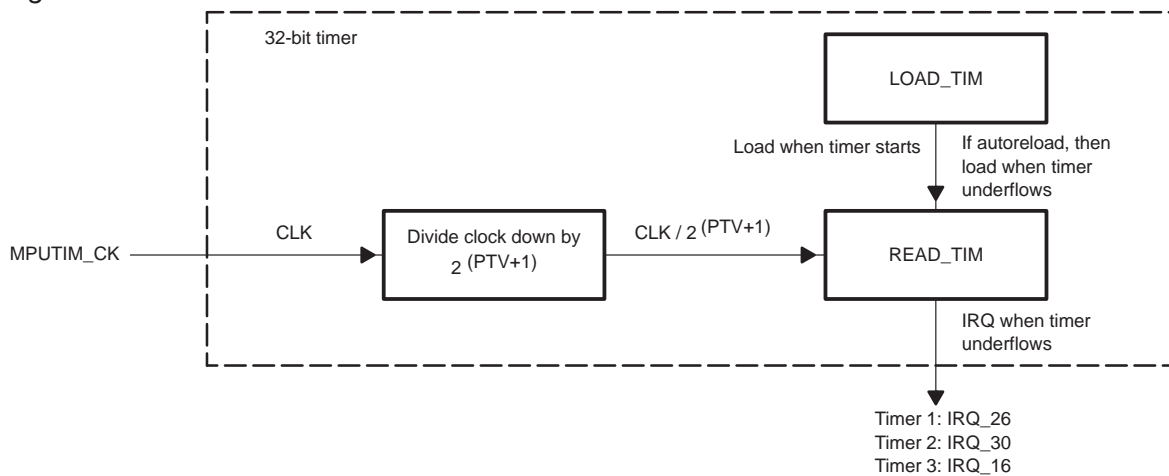 32-bit timer
LOAD_TIM
Load when timer starts
If autoreload, then
load when timer
underflows
MPUTIM_CK
CLK
Divide clock down by
2 (PTV+1)
CLK / 2 (PTV+1)
READ_TIM
IRQ when timer
underflows
Timer 1: IRQ_26
Timer 2: IRQ_30
Timer 3: IRQ_16